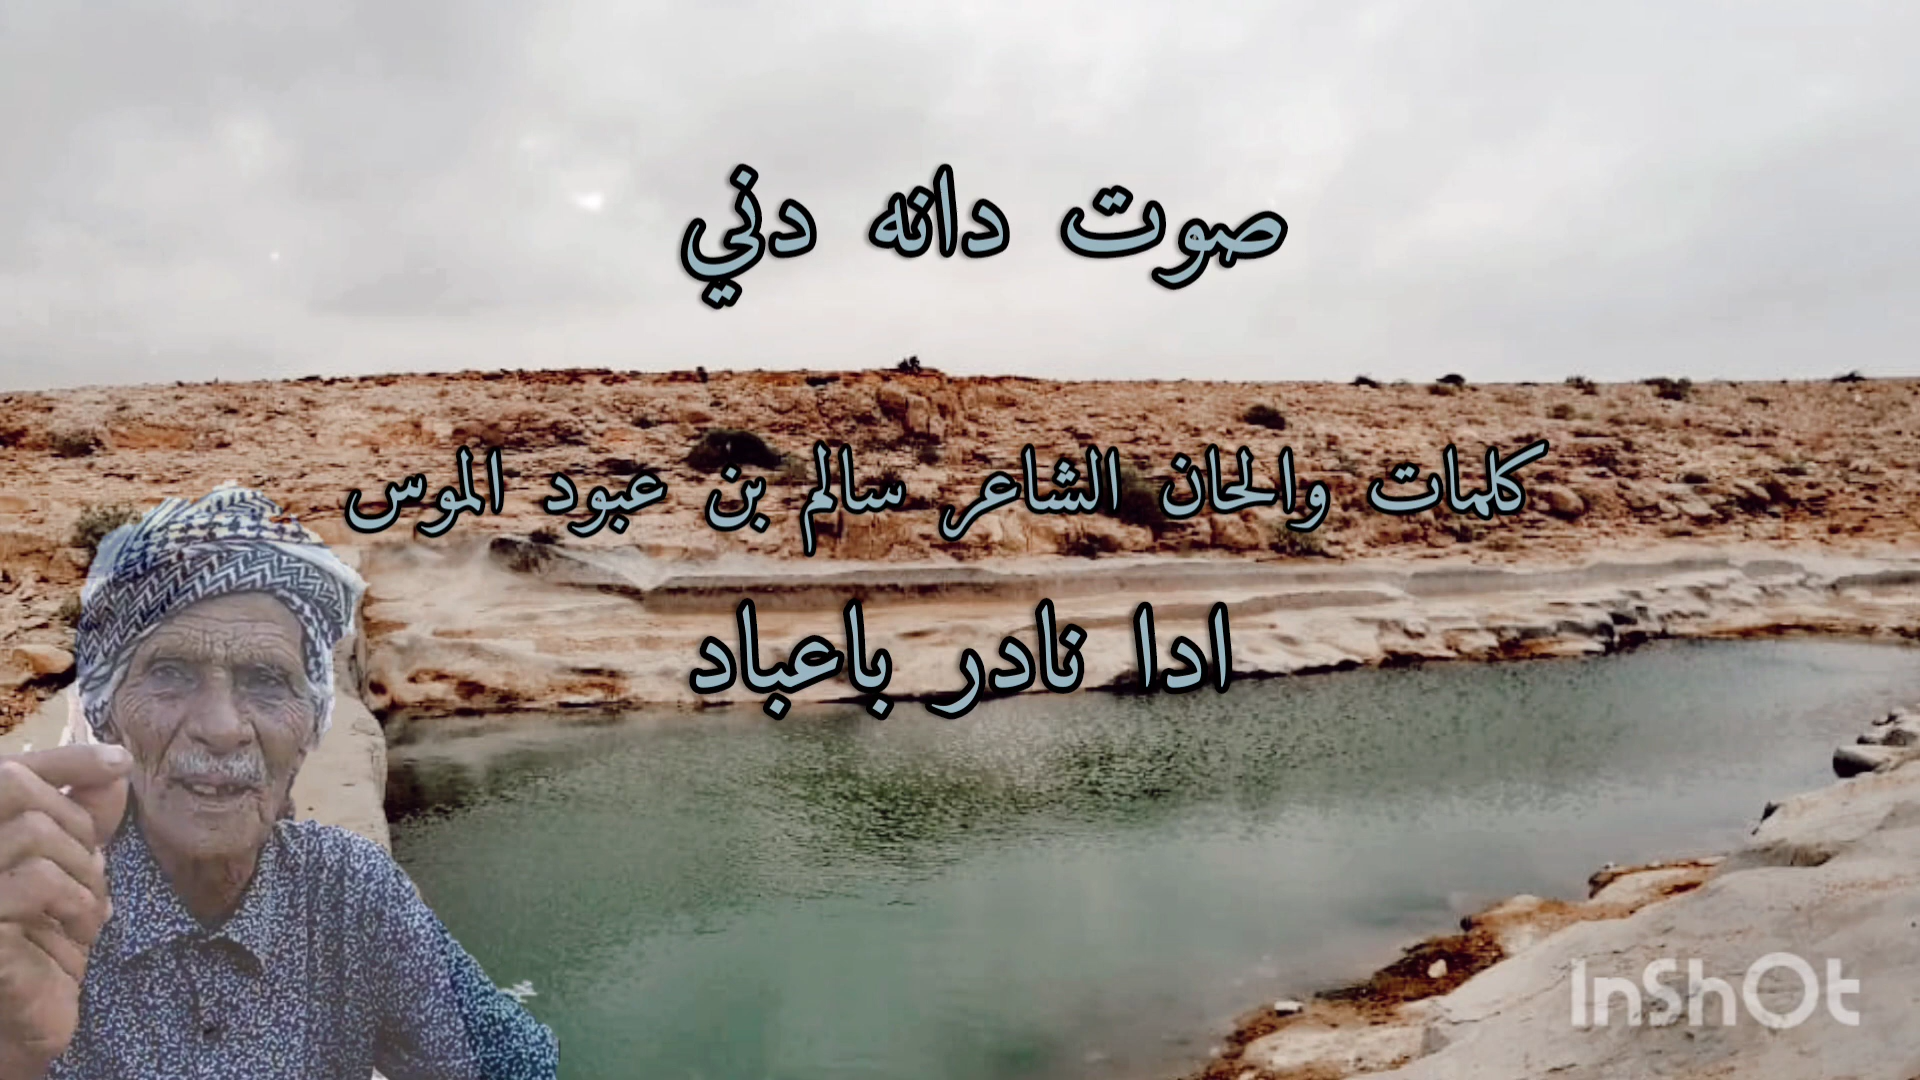 صوت دانه دني
كلمات والحان الشاعر سالم بن عبود الموس
ادا نادر باعباد
InShOt